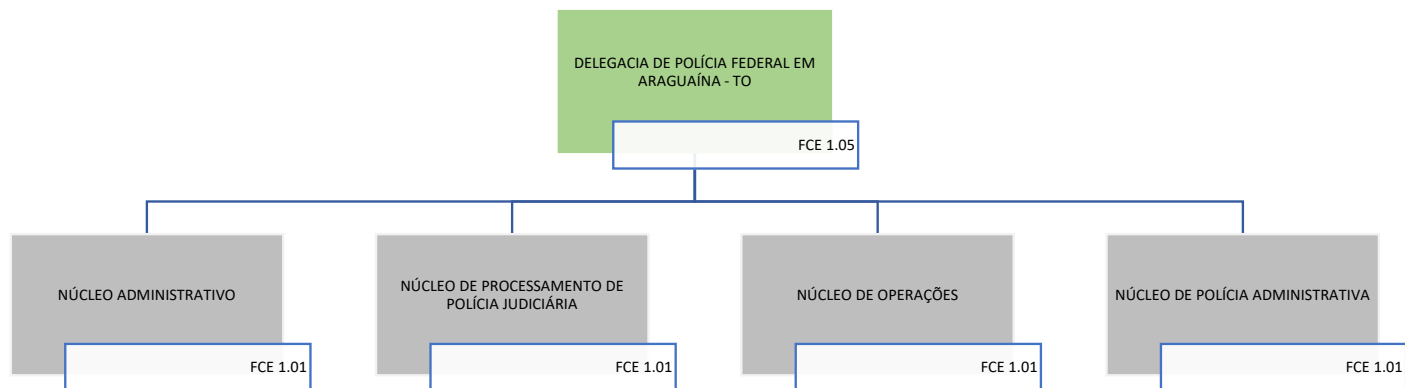 DELEGACIA DE POLÍCIA FEDERAL EM
ARAGUAÍNA - TO
FCE 1.05
NÚCLEO ADMINISTRATIVO
FCE 1.01
NÚCLEO DE PROCESSAMENTO DE
POLÍCIA JUDICIÁRIA
FCE 1.01
NÚCLEO DE OPERAÇÕES
FCE 1.01
NÚCLEO DE POLÍCIA ADMINISTRATIVA
FCE 1.01